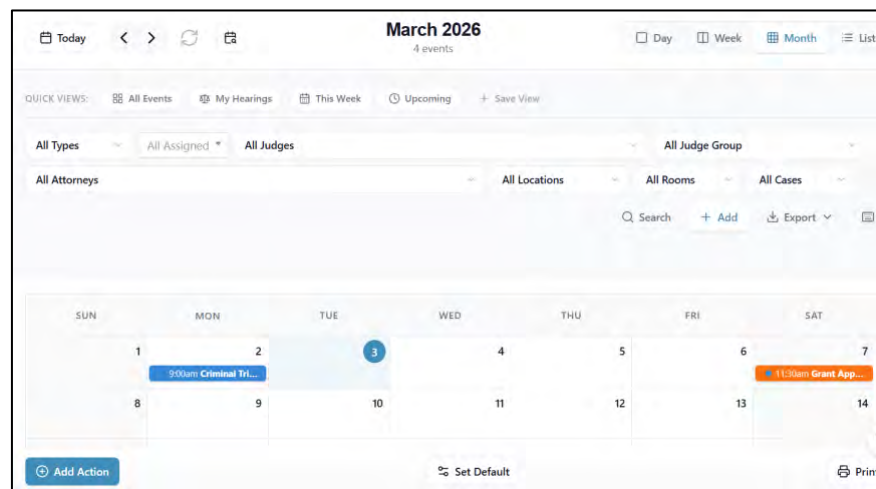 Today March 2026 Day Week Month List
4 events
QUICK VIEWS: All Events My Hearings This Week Upcoming + Save View
All Types All Assigned All Judges All Judge Group
All Attorneys All Locations All Rooms All Cases
Search + Add Export
SUN MON TUE WED THU FRI SAT
1 2 3 4 5 6 7
9:00am Criminal Tri... 11:30am Grant App....
8 9 10 11 12 13 14
Add Action Set Default Print